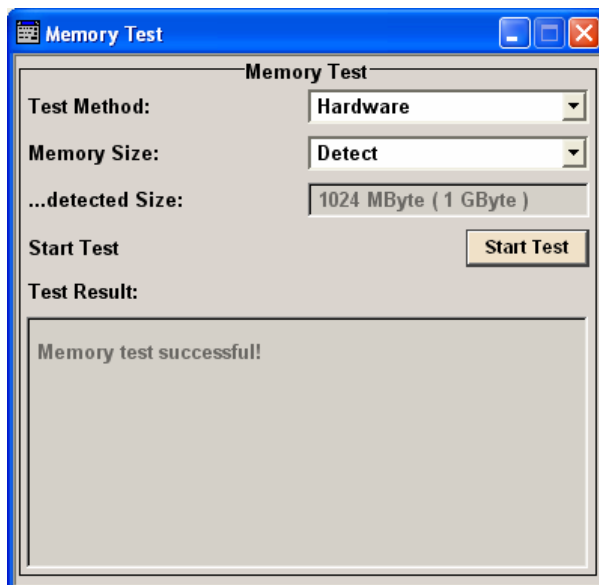 Memory Test
Memory Test
Test Method: Hardware
Memory Size: Detect
...detected Size: 1024 MByte ( 1 GByte )
Start Test Start Test
Test Result:
Memory test successful!